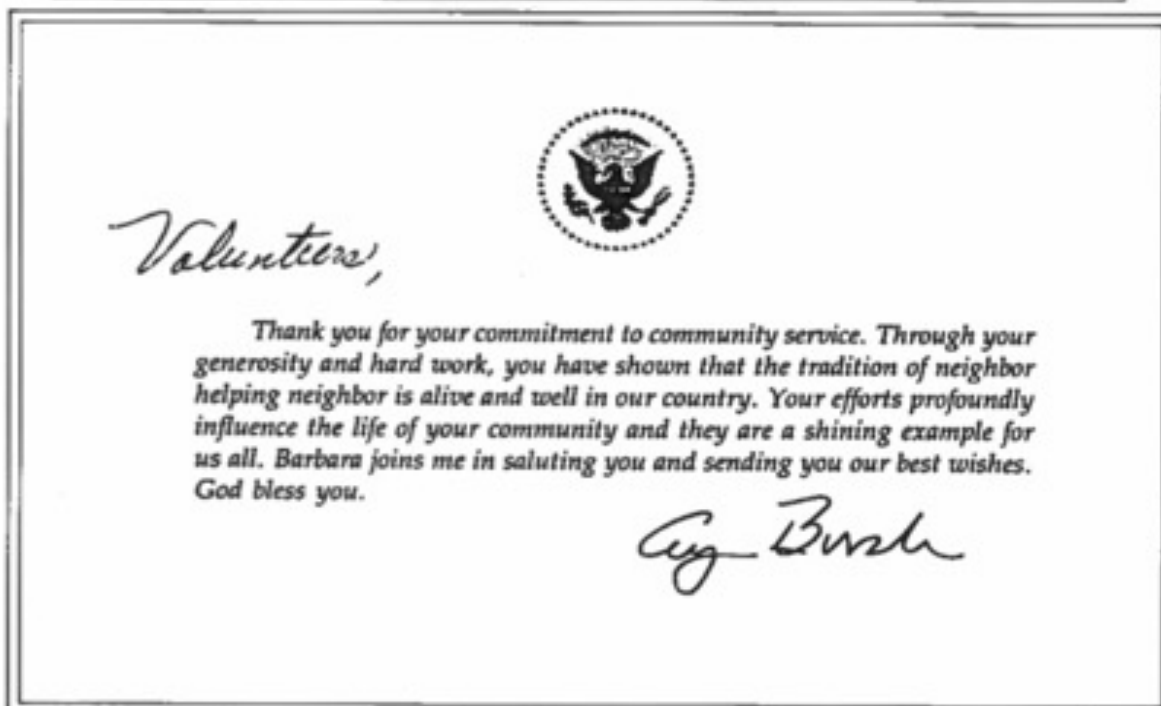 Volunteers,
Thank you for your commitment to community service. Through your
generosity and hard work, you have shown that the tradition of neighbor
helping neighbor is alive and well in our country. Your efforts profoundly
influence the life of your community and they are a shining example for
us all. Barbara joins me in saluting you and sending you our best wishes.
God bless you.
Bush